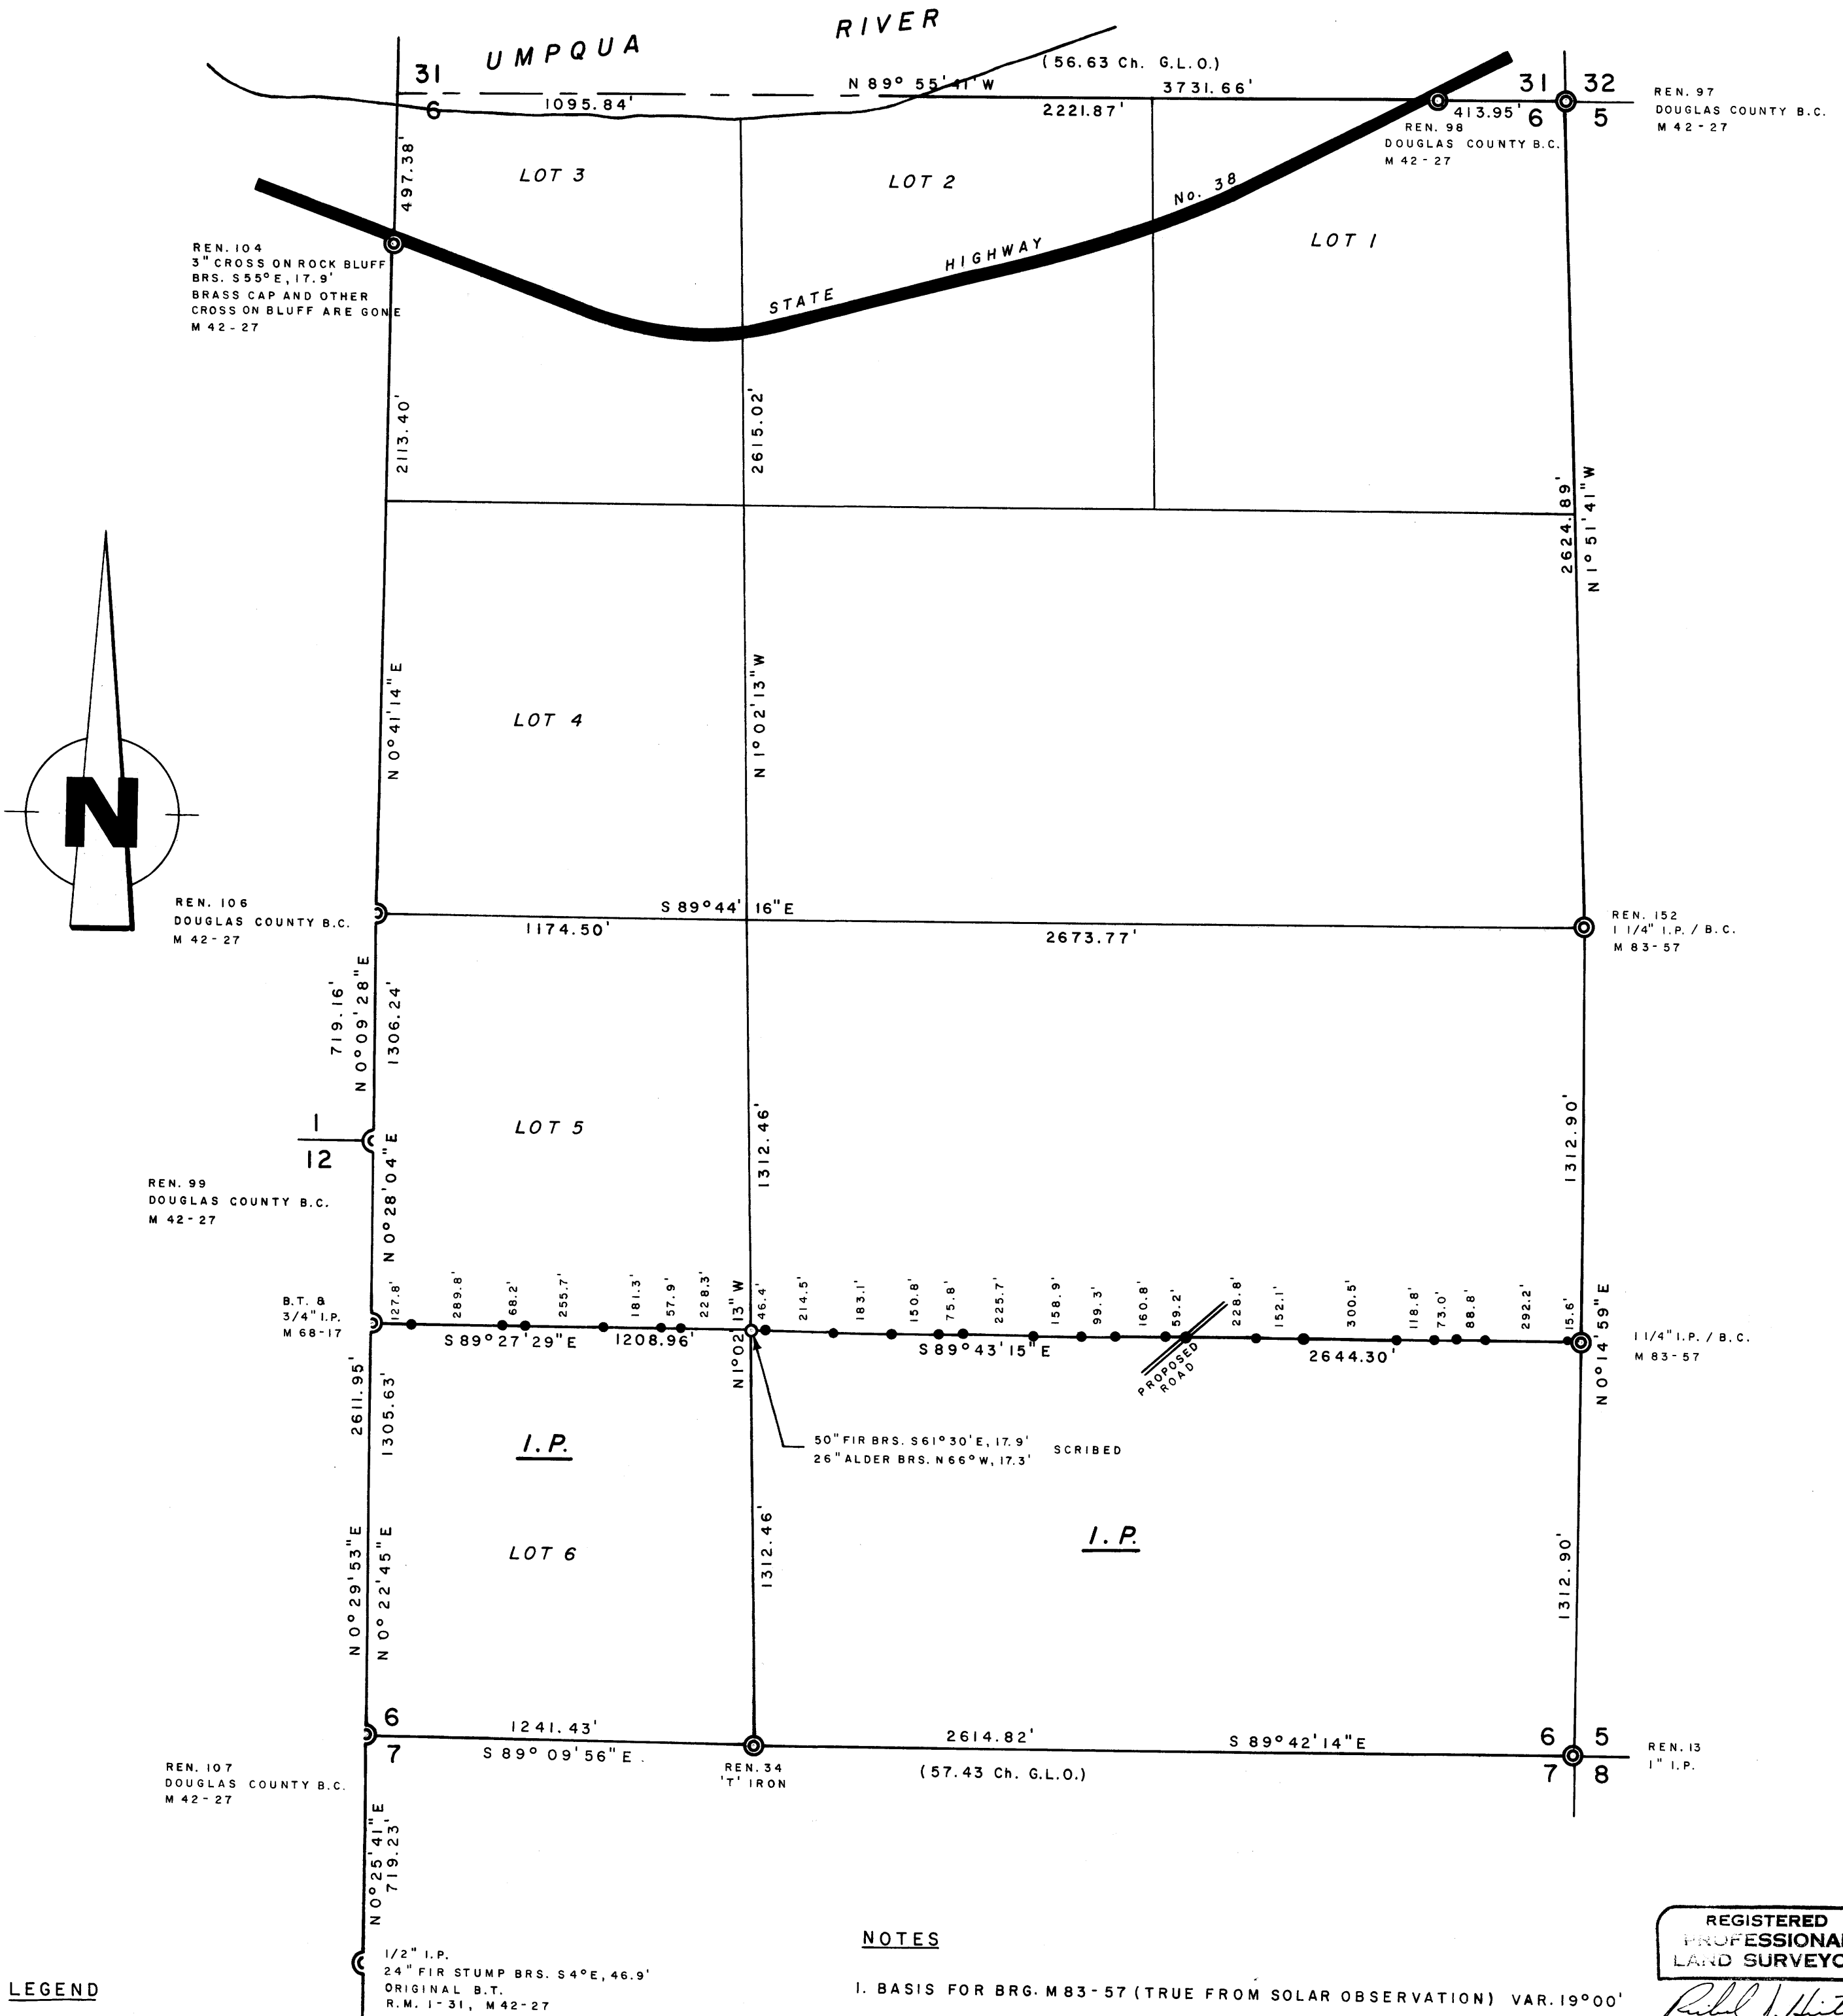 UMPQUA RIVER
(56.63 Ch. G.L.O.)
31
6
N 89° 55' 41" W
1095.84'
2221.87'
3731.66'
413.95'
31 32
6 5
REN. 97
DOUGLAS COUNTY B.C.
M 42-27
REN. 98
DOUGLAS COUNTY B.C.
M 42-27
497.38'
LOT 3
LOT 2
LOT 1
STATE HIGHWAY No. 38
REN. 104
3" CROSS ON ROCK BLUFF
BRS. S55°E, 17.9'
BRASS CAP AND OTHER
CROSS ON BLUFF ARE GONE
M 42-27
2113.40'
2615.02'
2624.89'
N 1° 51' 41" W
N 0° 41' 14" E
LOT 4
N 1° 02' 13" W
N
REN. 106
DOUGLAS COUNTY B.C.
M 42-27
S 89° 44' 16" E
1174.50'
2673.77'
REN. 152
1 1/4" I.P. / B.C.
M 83-57
719.16'
N 0° 09' 28" E
1306.24'
1
12
REN. 99
DOUGLAS COUNTY B.C.
M 42-27
N 0° 28' 04" E
LOT 5
1312.46'
1312.90'
B.T. &
3/4" I.P.
M 68-17
127.8'
289.8'
68.2'
255.7'
181.3'
57.9'
228.3'
46.4'
214.5'
183.1'
150.8'
75.8'
225.7'
158.9'
99.3'
160.8'
59.2'
228.8'
152.1'
300.5'
118.8'
73.0'
88.8'
292.2'
15.6'
S 89° 27' 29" E
1208.96'
N 1° 02' 13" W
S 89° 43' 15" E
PROPOSED
ROAD
2644.30'
N 0° 14' 59" E
1 1/4" I.P. / B.C.
M 83-57
2611.95'
1305.63'
I.P.
50" FIR BRS. S61°30'E, 17.9'
26" ALDER BRS. N66°W, 17.3'
SCRIBED
N 0° 29' 53" E
N 0° 22' 45" E
LOT 6
1312.46'
I.P.
1312.90'
6
7
1241.43'
S 89° 09' 56" E
2614.82'
S 89° 42' 14" E
(57.43 Ch. G.L.O.)
REN. 34
'T' IRON
6 5
7 8
REN. 13
1" I.P.
REN. 107
DOUGLAS COUNTY B.C.
M 42-27
N 0° 25' 41" E
719.23'
1/2" I.P.
24" FIR STUMP BRS. S4°E, 46.9'
ORIGINAL B.T.
R.M. 1-31, M42-27
LEGEND
NOTES
1. BASIS FOR BRG. M 83-57 (TRUE FROM SOLAR OBSERVATION) VAR. 19°00'
REGISTERED
PROFESSIONAL
LAND SURVEYO